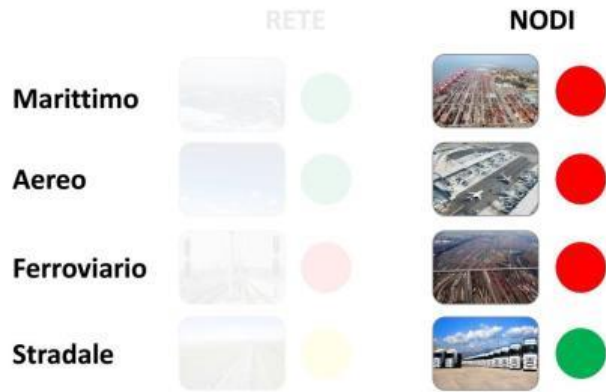 RETE NODI
Marittimo
Aereo
Ferroviario
Stradale